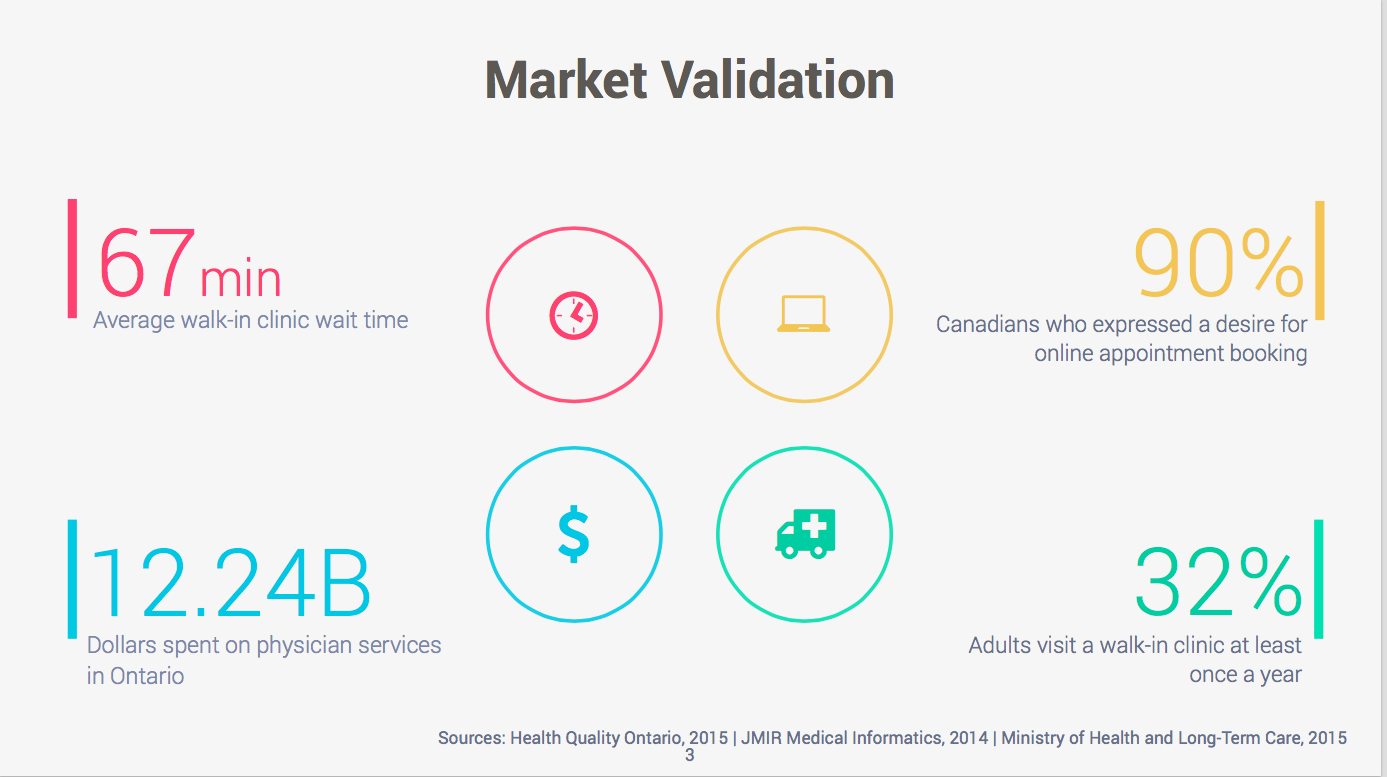 Market Validation
67 min
Average walk-in clinic wait time
90%
Canadians who expressed a desire for
online appointment booking
$
12.24B
Dollars spent on physician services
in Ontario
32%
Adults visit a walk-in clinic at least
once a year
Sources: Health Quality Ontario, 2015 | JMIR Medical Informatics, 2014 | Ministry of Health and Long-Term Care, 2015
3